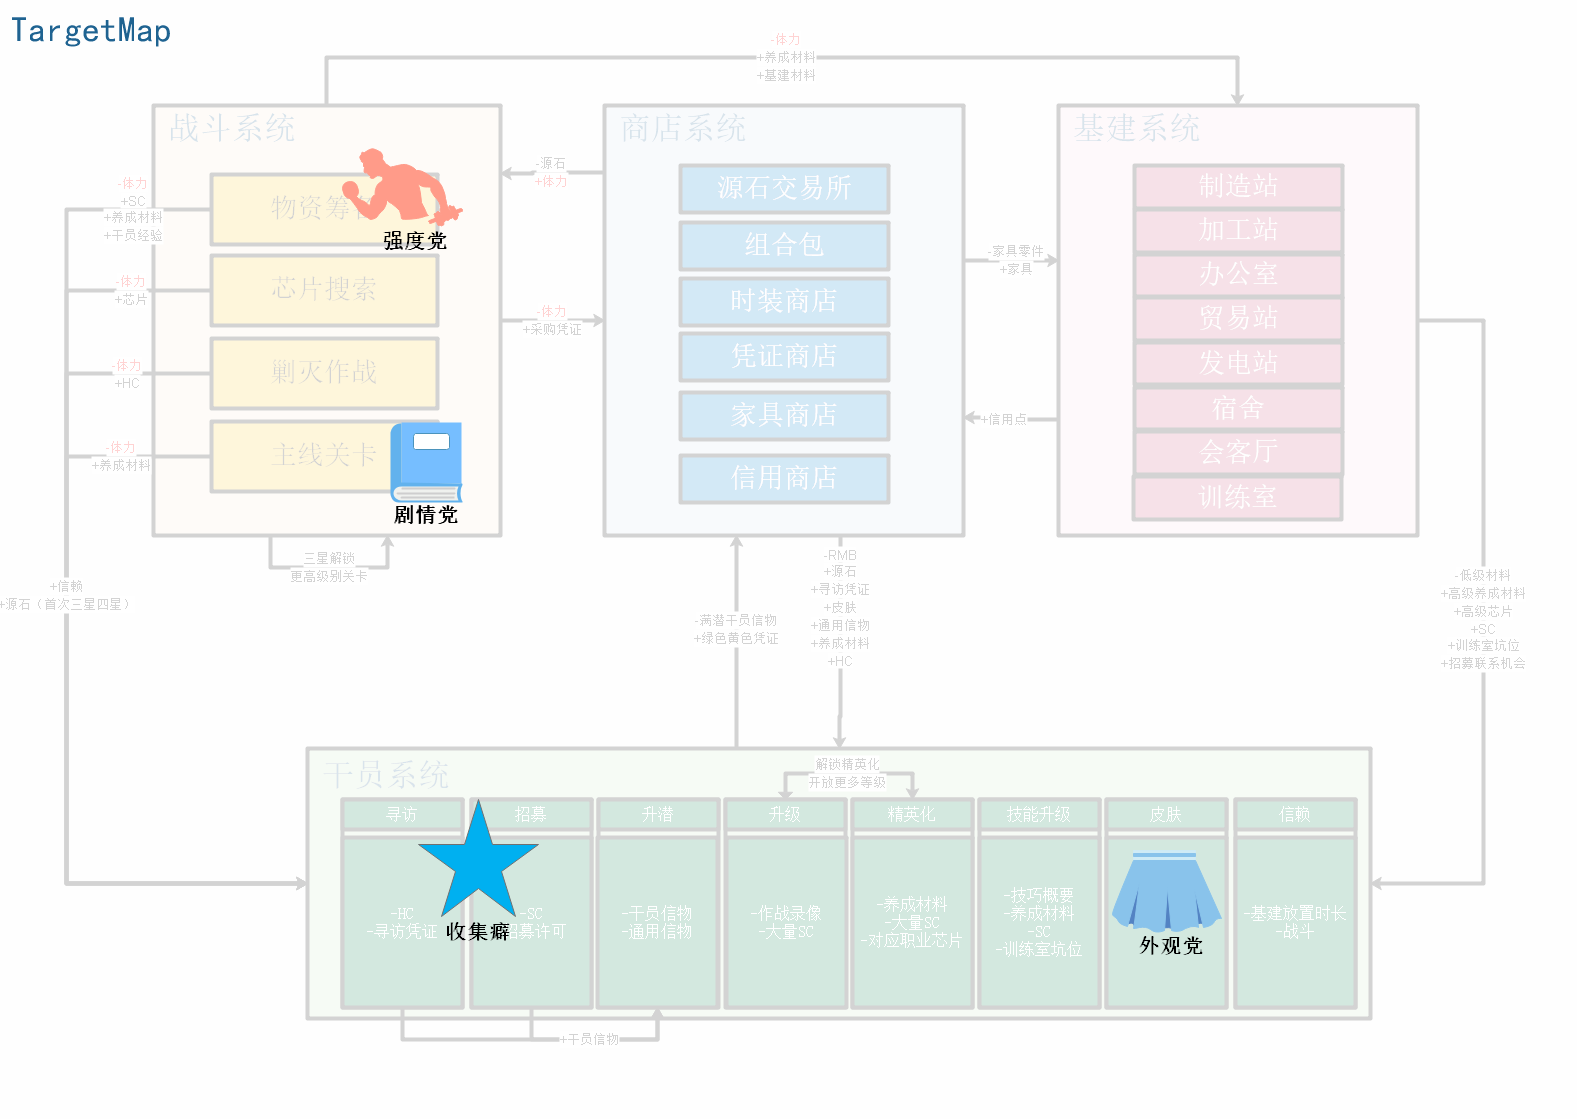 TargetMap
-体力
+养成材料
+基建材料
战斗系统
物资筹
强度党
芯片搜索
剿灭作战
主线关卡
剧情党
-体力
+SC
+养成材料
+干员经验
-体力
+芯片
-体力
+HC
-体力
+养成材料
三星解锁
更高级别关卡
+信赖
+源石（首次三星四星）
-源石
+体力
-体力
+采购凭证
商店系统
源石交易所
组合包
时装商店
凭证商店
家具商店
信用商店
-家具零件
+家具
+信用点
基建系统
制造站
加工站
办公室
贸易站
发电站
宿舍
会客厅
训练室
-满潜干员信物
+绿色黄色凭证
-RMB
+源石
+寻访凭证
+皮肤
+通用信物
+养成材料
+HC
-低级材料
+高级养成材料
+高级芯片
+SC
+训练室坑位
+招募联系机会
干员系统
解锁精英化
开放更多等级
寻访
-HC
-寻访凭证
招募
-SC
招募许可
收集癖
升潜
-干员信物
-通用信物
升级
-作战录像
-大量SC
精英化
-养成材料
-大量SC
-对应职业芯片
技能升级
-技巧概要
-养成材料
-SC
-训练室坑位
皮肤
外观党
信赖
-基建放置时长
-战斗
+干员信物